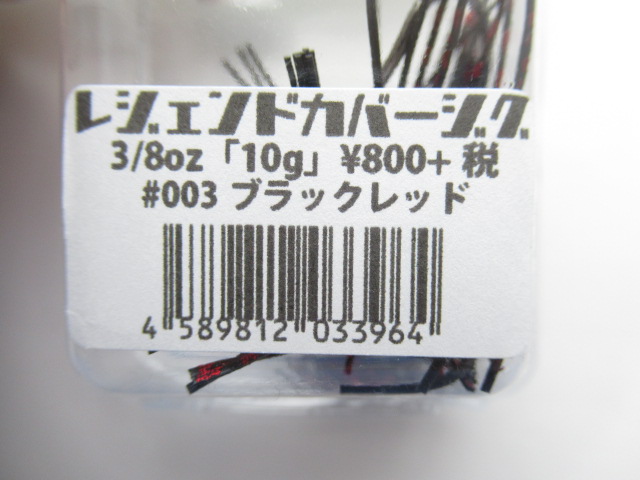 レジェンドカバージグ
3/8oz「10g」¥800+ 税
#003 ブラックレッド
4 589812 033964